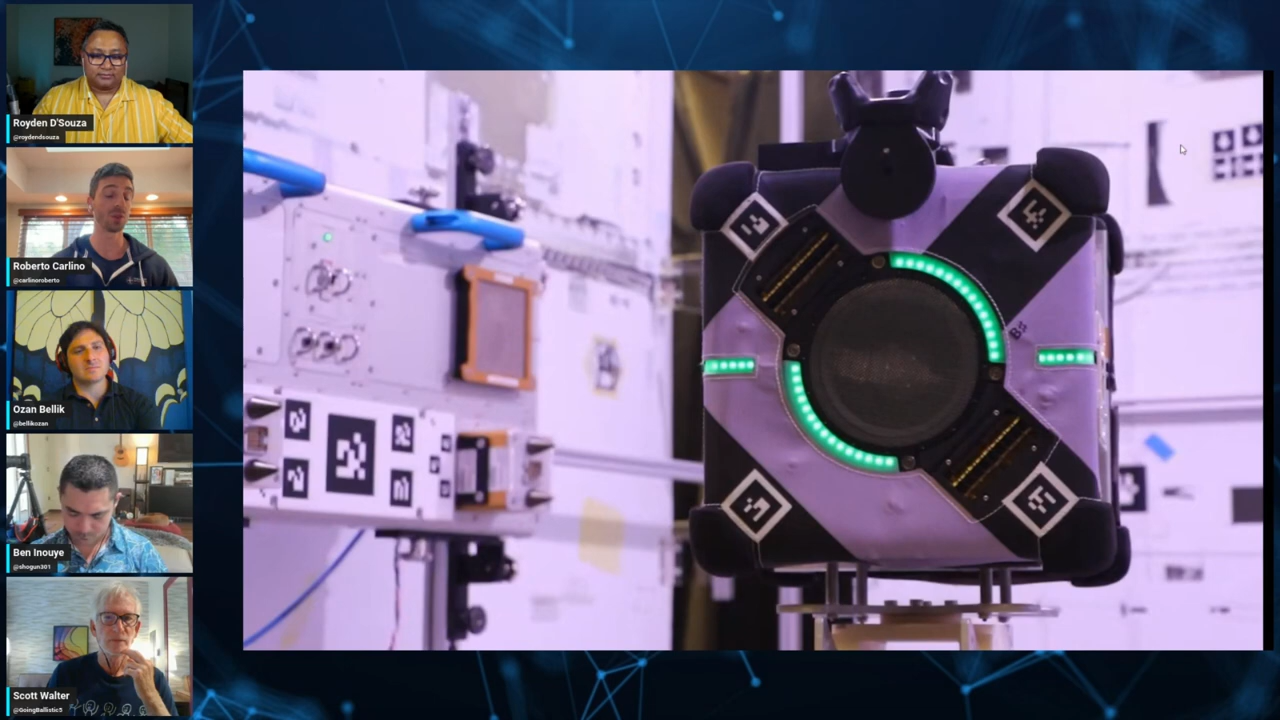 Royden D'Souza
@roydendsouza
Roberto Carlino
@carlinoroberto
Ozan Bellik
@bellikozan
Ben Inouye
@shogun301
Scott Walter
@GoingBallistic5